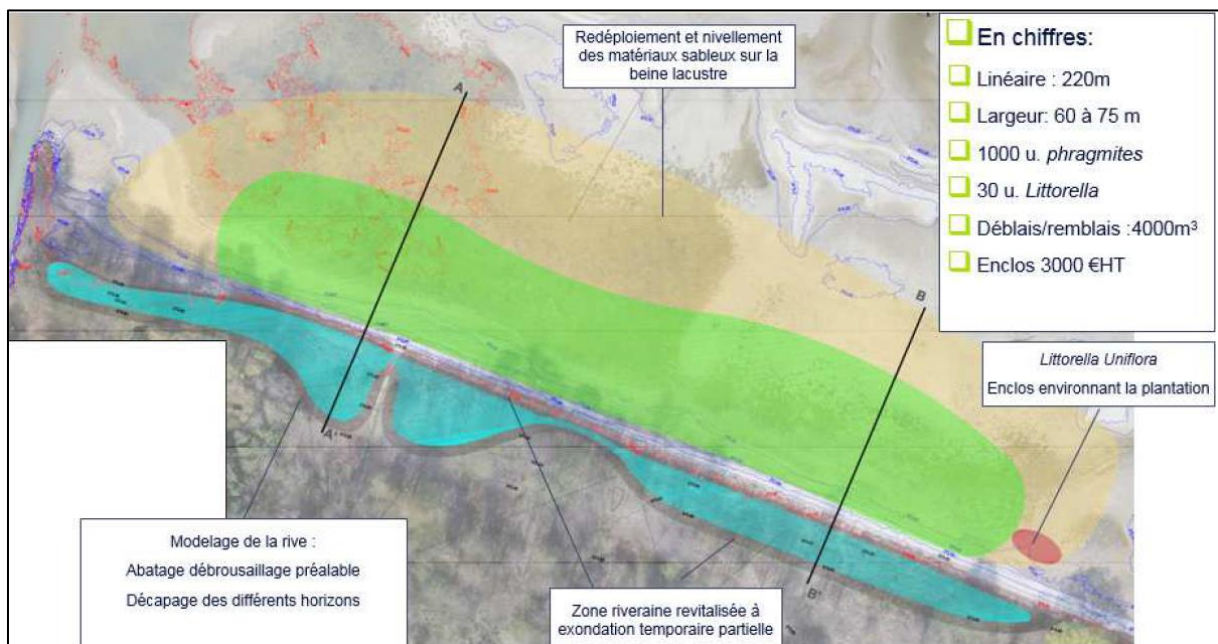 Redéploiement et nivellement
des matériaux sableux sur la
beine lacustre
En chiffres:
Linéaire : 220m
Largeur: 60 à 75 m
1000 u. phragmites
30 u. Littorella
Déblais/remblais :4000m³
Enclos 3000 €HT
A
B
Littorella Uniflora
Enclos environnant la plantation
A'
B'
Modelage de la rive :
Abatage débrousaillage préalable
Décapage des différents horizons
Zone riveraine revitalisée à
exondation temporaire partielle